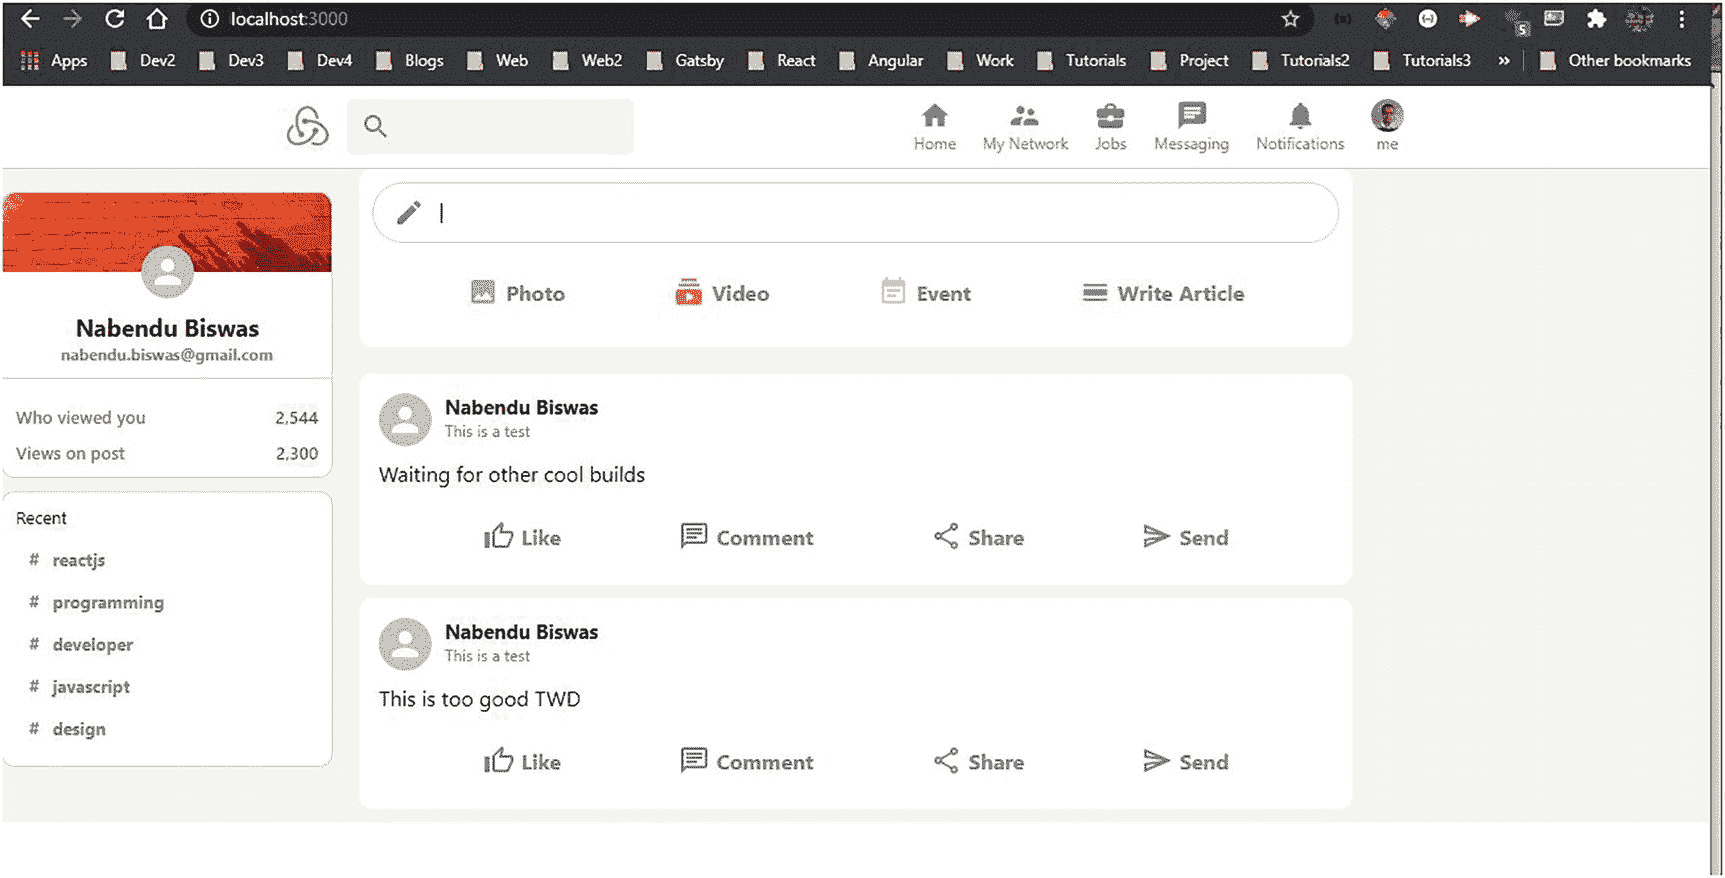 localhost:3000
Apps Dev2 Dev3 Dev4 Blogs Web Web2 Gatsby React Angular Work Tutorials Project Tutorials2 Tutorials3 » Other bookmarks
5
Home My Network Jobs Messaging Notifications me
Photo Video Event Write Article
Nabendu Biswas
nabendu.biswas@gmail.com
Who viewed you 2,544
Views on post 2,300
Recent
# reactjs
# programming
# developer
# javascript
# design
Nabendu Biswas
This is a test
Waiting for other cool builds
Like Comment Share Send
Nabendu Biswas
This is a test
This is too good TWD
Like Comment Share Send